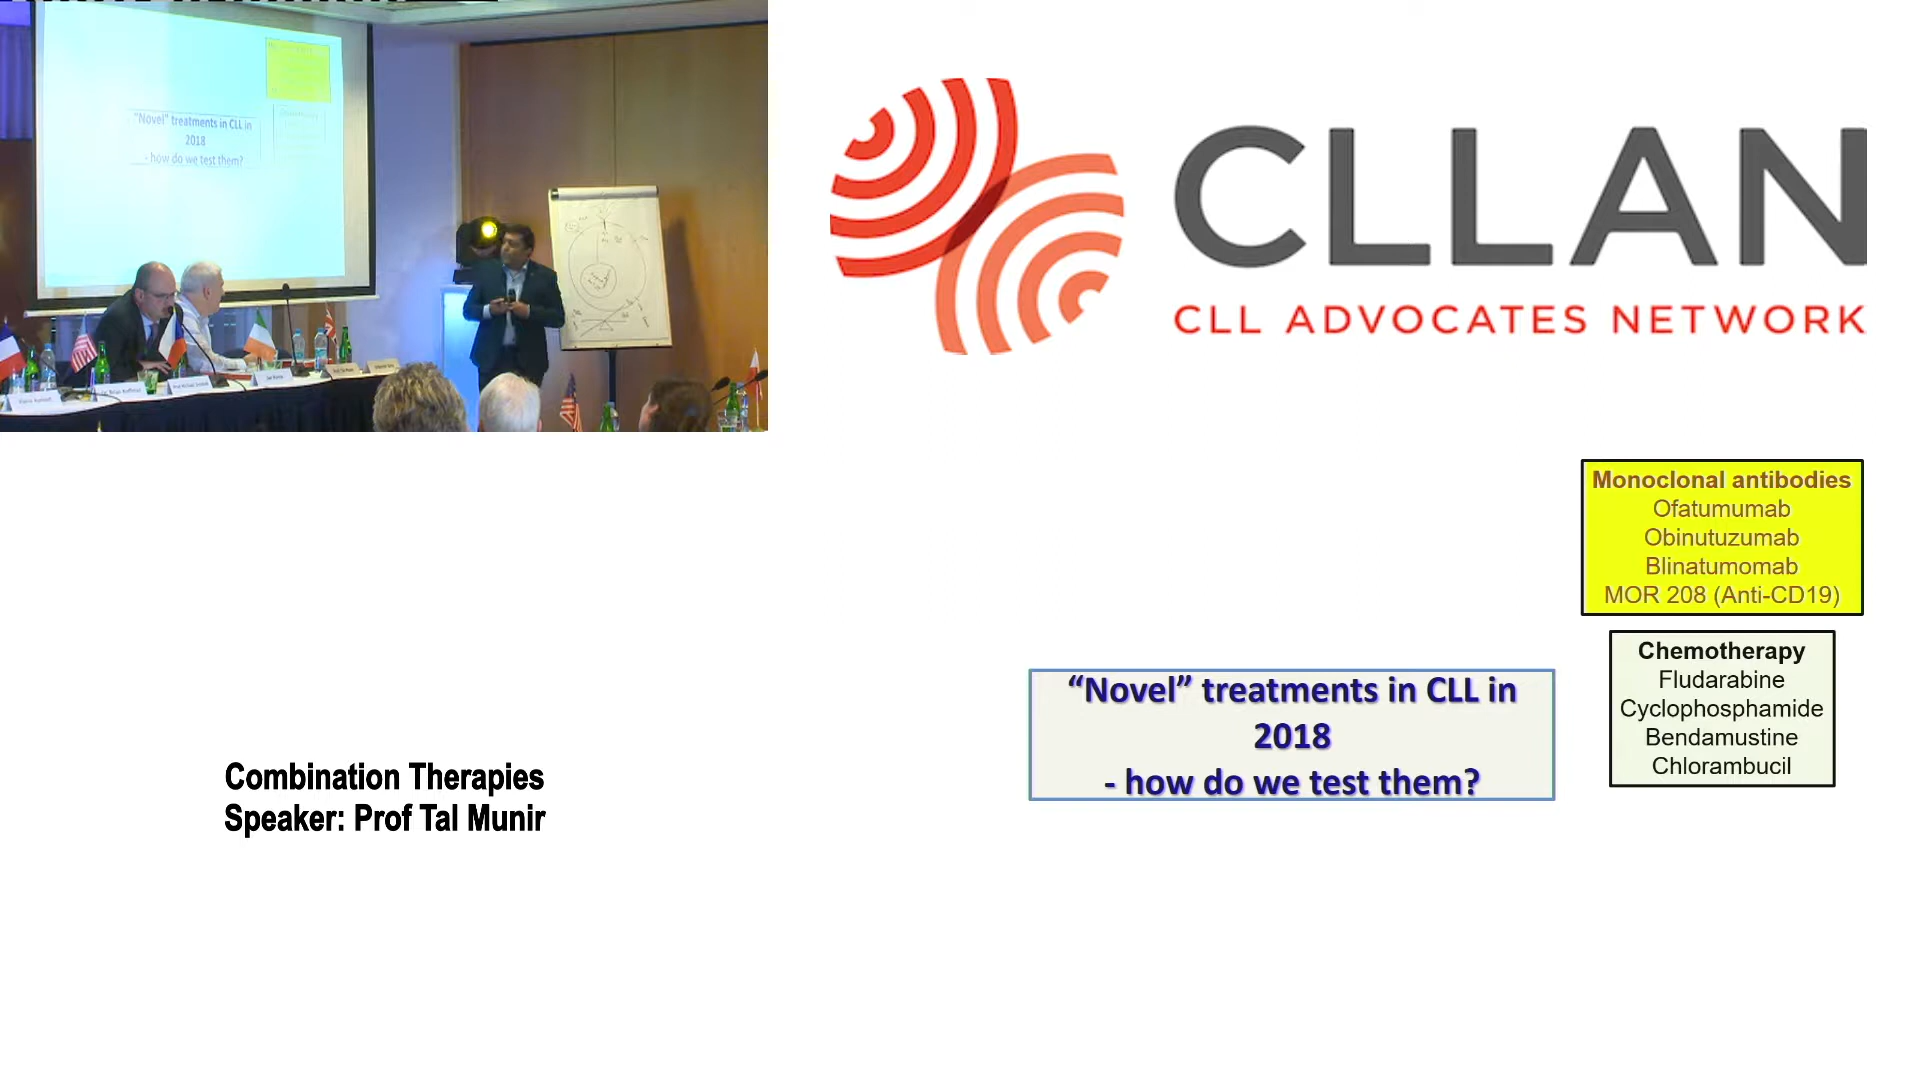 "Novel" treatments in CLL in
2018
- how do we test them?
CLLAN
CLL ADVOCATES NETWORK
Monoclonal antibodies
Ofatumumab
Obinutuzumab
Blinatumomab
MOR 208 (Anti-CD19)
Chemotherapy
Fludarabine
Cyclophosphamide
Bendamustine
Chlorambucil
“Novel” treatments in CLL in
2018
- how do we test them?
Combination Therapies
Speaker: Prof Tal Munir